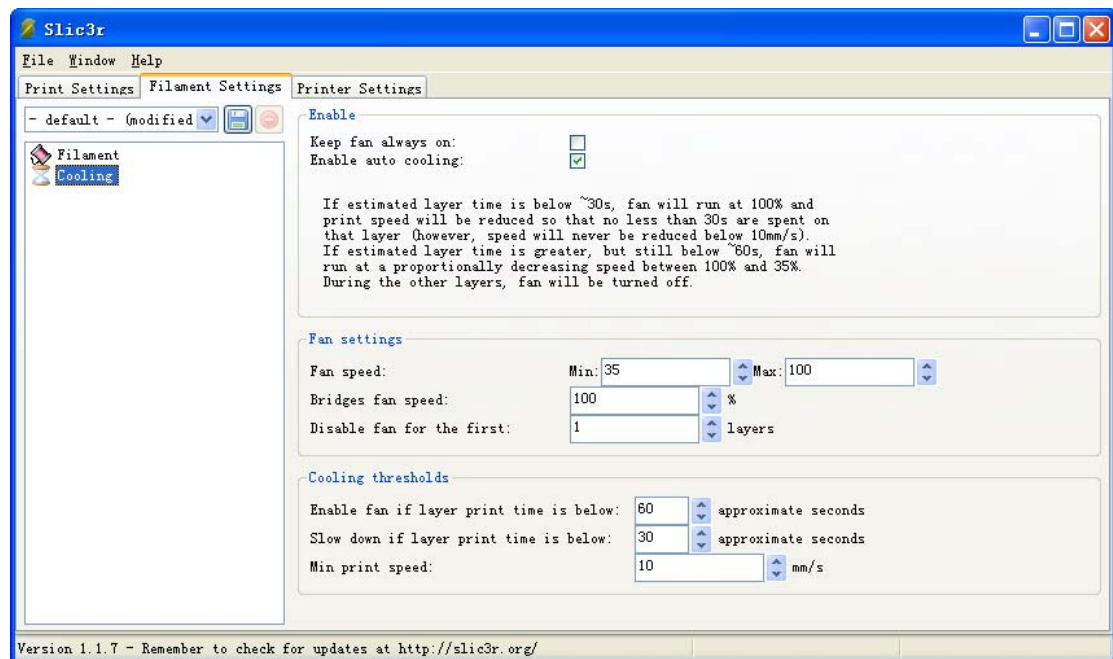 Slic3r
File Window Help
Print Settings Filament Settings Printer Settings
- default - (modified
Filament
Cooling
Enable
Keep fan always on:
Enable auto cooling:
If estimated layer time is below ~30s, fan will run at 100% and
print speed will be reduced so that no less than 30s are spent on
that layer (however, speed will never be reduced below 10mm/s).
If estimated layer time is greater, but still below ~60s, fan will
run at a proportionally decreasing speed between 100% and 35%.
During the other layers, fan will be turned off.
Fan settings
Fan speed: Min: 35 Max: 100
Bridges fan speed: 100 %
Disable fan for the first: 1 layers
Cooling thresholds
Enable fan if layer print time is below: 60 approximate seconds
Slow down if layer print time is below: 30 approximate seconds
Min print speed: 10 mm/s
Version 1.1.7 - Remember to check for updates at http://slic3r.org/